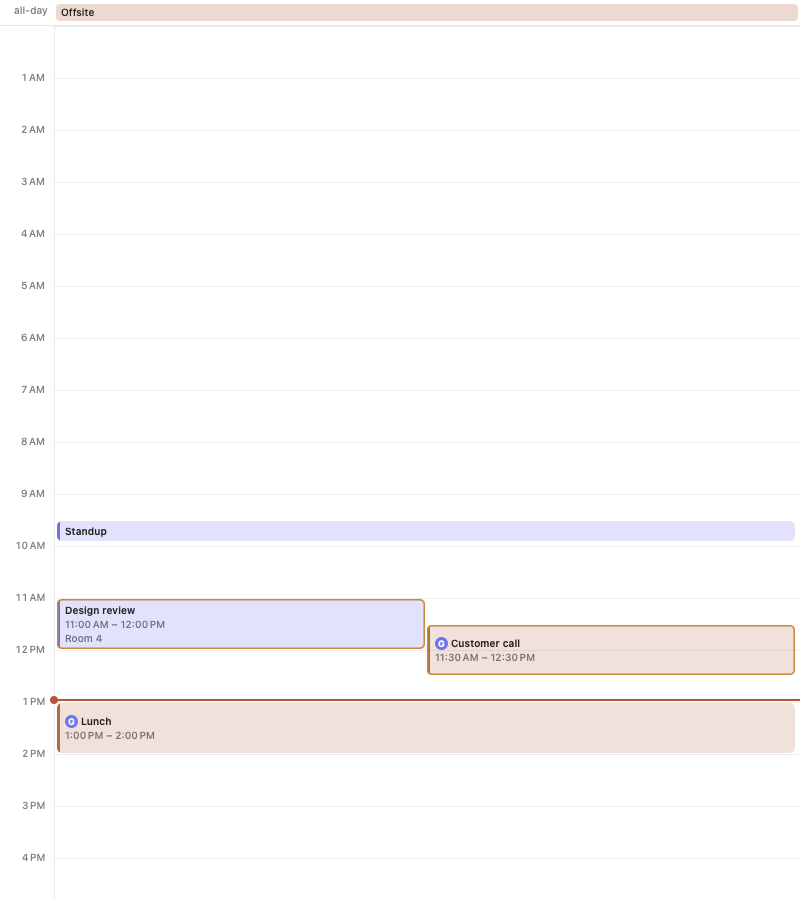 all-day
Offsite
1 AM
2 AM
3 AM
4 AM
5 AM
6 AM
7 AM
8 AM
9 AM
Standup
10 AM
11 AM
Design review
11:00 AM – 12:00 PM
Room 4
G Customer call
11:30 AM – 12:30 PM
12 PM
1 PM
G Lunch
1:00 PM – 2:00 PM
2 PM
3 PM
4 PM